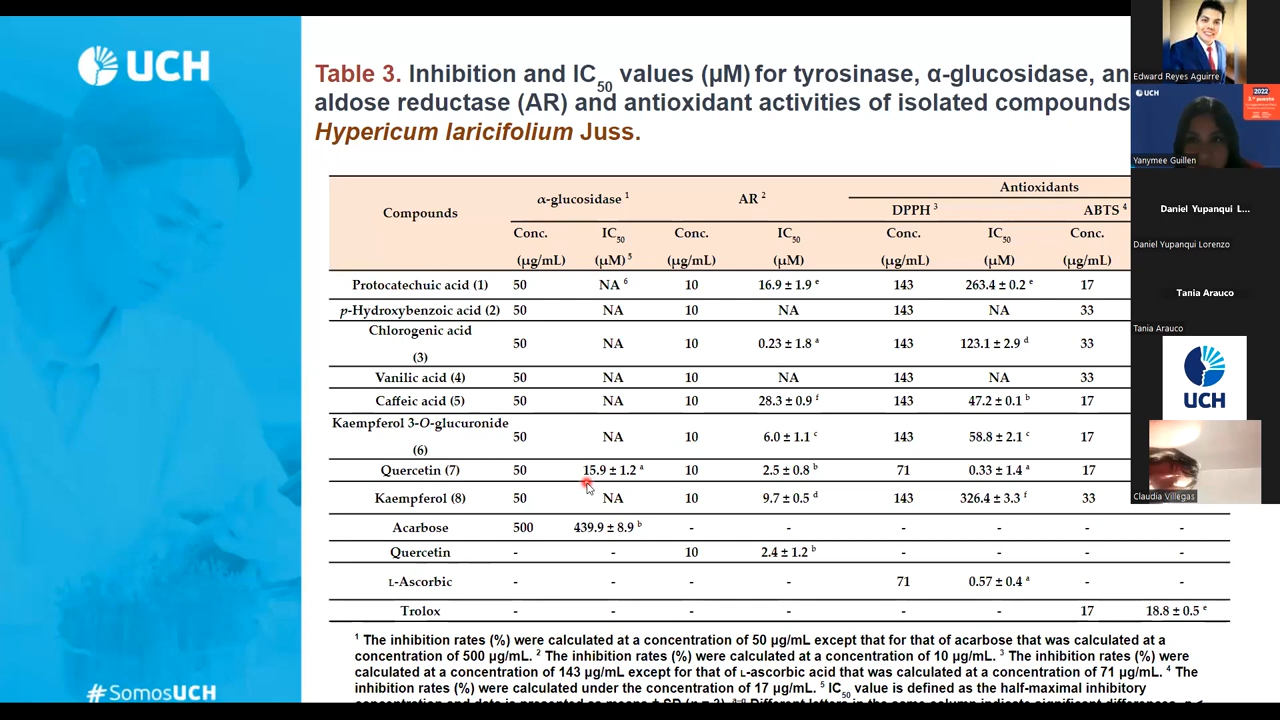 UCH
Table 3. Inhibition and IC50 values (µM) for tyrosinase, α-glucosidase, an
aldose reductase (AR) and antioxidant activities of isolated compounds
Hypericum laricifolium Juss.
Compounds α-glucosidase 1 AR 2 Antioxidants
DPPH 3 ABTS 4
Conc. IC50 Conc. IC50 Conc. IC50 Conc.
(µg/mL) (µM) 5 (µg/mL) (µM) (µg/mL) (µM) (µg/mL)
Protocatechuic acid (1) 50 NA 6 10 16.9 ± 1.9 e 143 263.4 ± 0.2 e 17
p-Hydroxybenzoic acid (2) 50 NA 10 NA 143 NA 33
Chlorogenic acid
(3) 50 NA 10 0.23 ± 1.8 a 143 123.1 ± 2.9 d 33
Vanilic acid (4) 50 NA 10 NA 143 NA 33
Caffeic acid (5) 50 NA 10 28.3 ± 0.9 f 143 47.2 ± 0.1 b 17
Kaempferol 3-O-glucuronide
(6) 50 NA 10 6.0 ± 1.1 c 143 58.8 ± 2.1 c 17
Quercetin (7) 50 15.9 ± 1.2 a 10 2.5 ± 0.8 b 71 0.33 ± 1.4 a 17
Kaempferol (8) 50 NA 10 9.7 ± 0.5 d 143 326.4 ± 3.3 f 33
Acarbose 500 439.9 ± 8.9 b - - - - - -
Quercetin - - 10 2.4 ± 1.2 b - - - -
L-Ascorbic - - - - 71 0.57 ± 0.4 a - -
Trolox - - - - - - 17 18.8 ± 0.5 e
1 The inhibition rates (%) were calculated at a concentration of 50 µg/mL except that for that of acarbose that was calculated at a
concentration of 500 µg/mL. 2 The inhibition rates (%) were calculated at a concentration of 10 µg/mL. 3 The inhibition rates (%) were
calculated at a concentration of 143 µg/mL except for that of L-ascorbic acid that was calculated at a concentration of 71 µg/mL. 4 The
inhibition rates (%) were calculated under the concentration of 17 µg/mL. 5 IC50 value is defined as the half-maximal inhibitory
#SomosUCH
Edward Reyes Aguirre
UCH
2022
Yanymee Guillen
Daniel Yupanqui L...
Daniel Yupanqui Lorenzo
Tania Arauco
Tania Arauco
UCH
Claudia Villegas